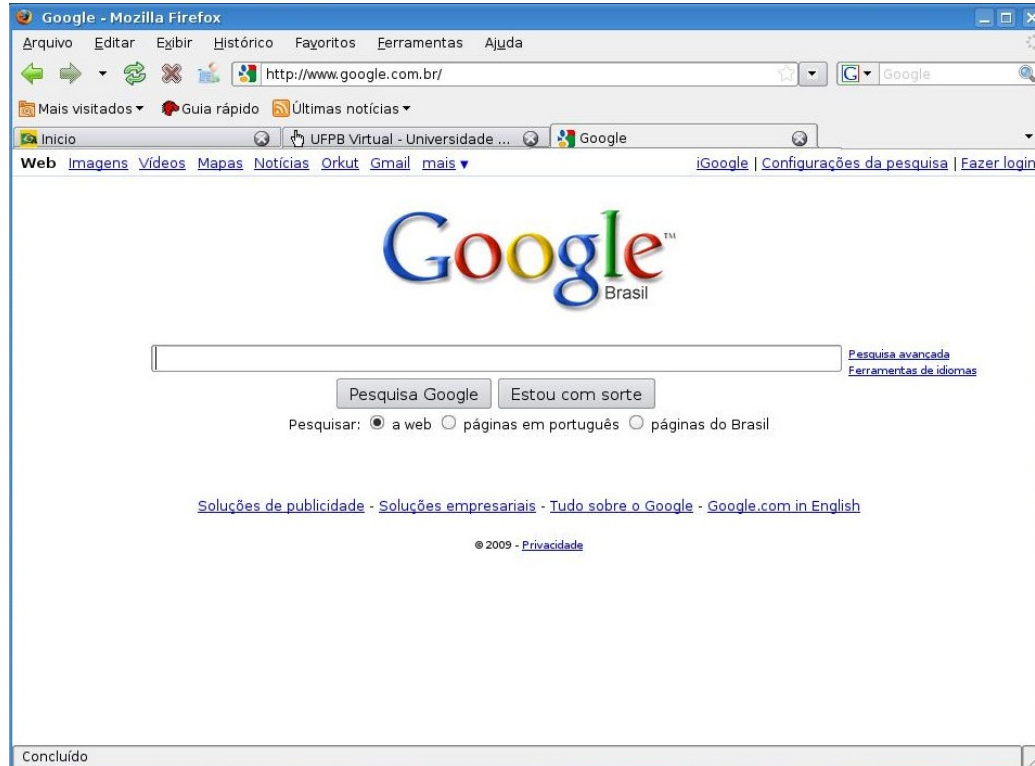 Google - Mozilla Firefox
Arquivo Editar Exibir Histórico Favoritos Ferramentas Ajuda
http://www.google.com.br/ G Google
Mais visitados Guia rápido Últimas notícias
Inicio UFPB Virtual - Universidade ... Google
Web Imagens Vídeos Mapas Notícias Orkut Gmail mais iGoogle | Configurações da pesquisa | Fazer login
Google™
Brasil
Pesquisa avançada
Ferramentas de idiomas
Pesquisa Google Estou com sorte
Pesquisar: a web páginas em português páginas do Brasil
Soluções de publicidade - Soluções empresariais - Tudo sobre o Google - Google.com in English
© 2009 - Privacidade
Concluído